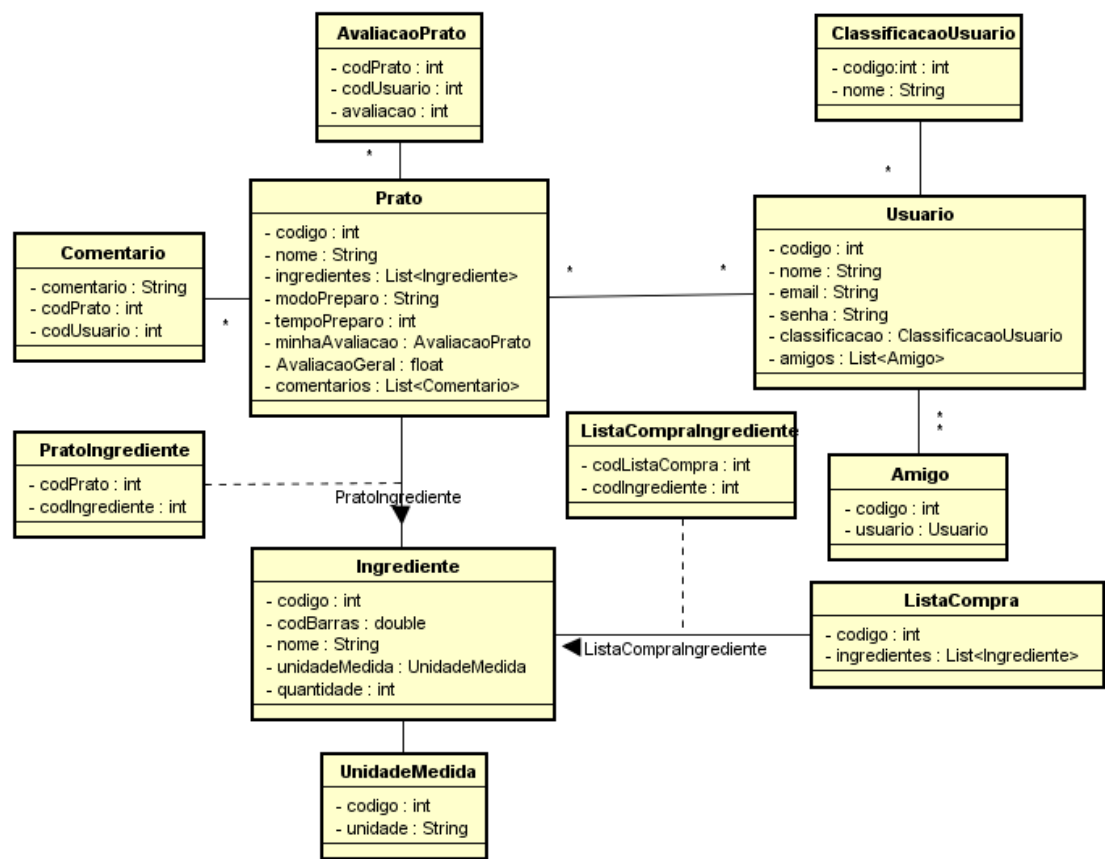 AvaliacaoPrato
- codPrato : int
- codUsuario : int
- avaliacao : int
*
ClassificacaoUsuario
- codigo:int : int
- nome : String
*
Prato
- codigo : int
- nome : String
- ingredientes : List<Ingrediente>
- modoPreparo : String
- tempoPreparo : int
- minhaAvaliacao : AvaliacaoPrato
- AvaliacaoGeral : float
- comentarios : List<Comentario>
*
*
Usuario
- codigo : int
- nome : String
- email : String
- senha : String
- classificacao : ClassificacaoUsuario
- amigos : List<Amigo>
Comentario
- comentario : String
- codPrato : int
- codUsuario : int
*
*
*
PratoIngrediente
- codPrato : int
- codIngrediente : int
PratoIngrediente
ListaCompraIngrediente
- codListaCompra : int
- codIngrediente : int
Amigo
- codigo : int
- usuario : Usuario
Ingrediente
- codigo : int
- codBarras : double
- nome : String
- unidadeMedida : UnidadeMedida
- quantidade : int
ListaCompraIngrediente
ListaCompra
- codigo : int
- ingredientes : List<Ingrediente>
UnidadeMedida
- codigo : int
- unidade : String